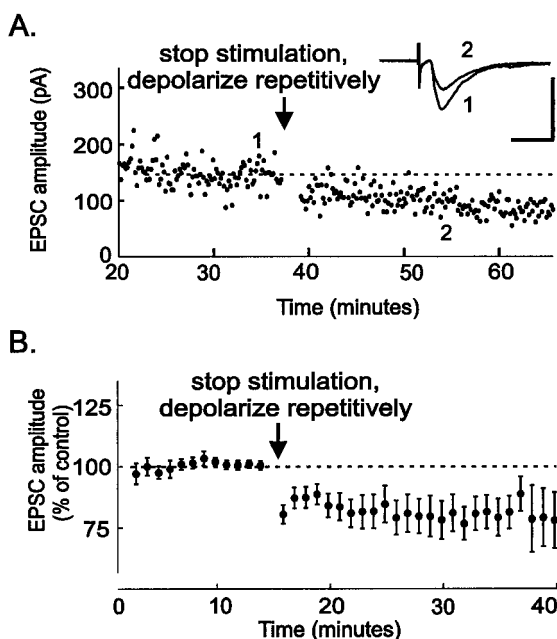 A.
stop stimulation,
depolarize repetitively
2
1
1
2
EPSC amplitude (pA)
300
200
100
0
20 30 40 50 60
Time (minutes)
B.
stop stimulation,
depolarize repetitively
EPSC amplitude
(% of control)
125
100
75
0 10 20 30 40
Time (minutes)